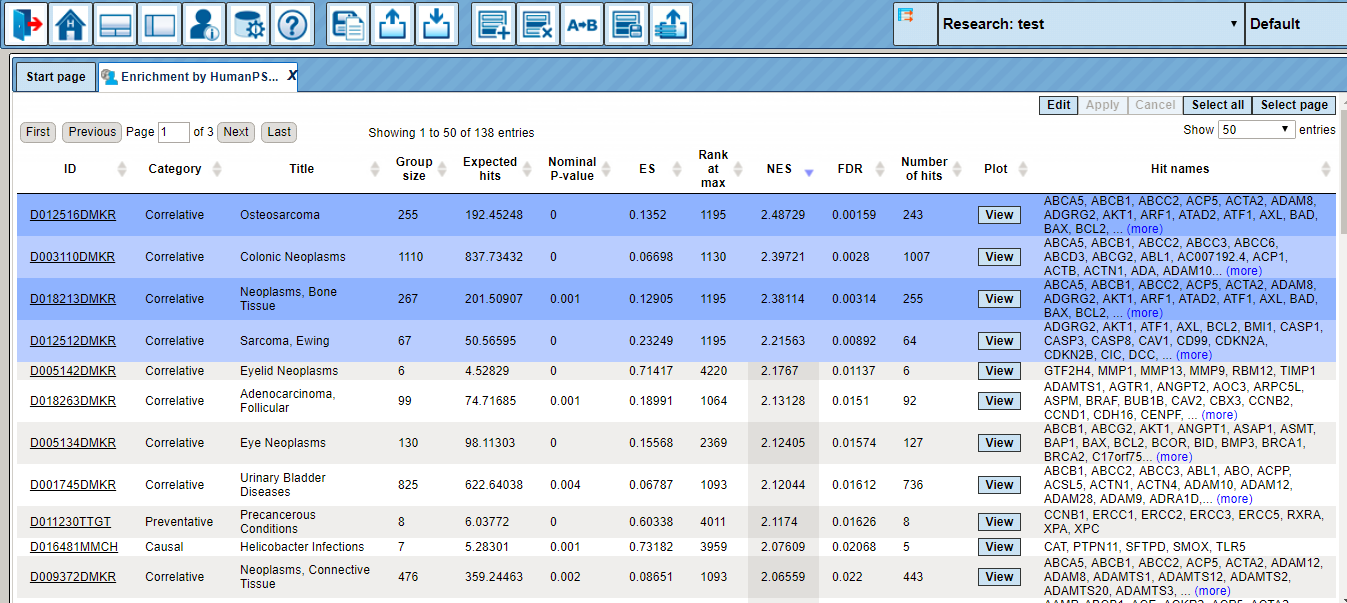 A→B
Research: test
Default
Start page
Enrichment by HumanPS... X
Edit Apply Cancel Select all Select page
First Previous Page 1 of 3 Next Last Showing 1 to 50 of 138 entries Show 50 entries
ID Category Title Group size Expected hits Nominal P-value ES Rank at max NES FDR Number of hits Plot Hit names
D012516DMKR Correlative Osteosarcoma 255 192.45248 0 0.1352 1195 2.48729 0.00159 243 View ABCA5, ABCB1, ABCC2, ACP5, ACTA2, ADAM8,
ADGRG2, AKT1, ARF1, ATAD2, ATF1, AXL, BAD,
BAX, BCL2, ... (more)
D003110DMKR Correlative Colonic Neoplasms 1110 837.73432 0 0.06698 1130 2.39721 0.0028 1007 View ABCA5, ABCB1, ABCC2, ABCC3, ABCC6,
ABCD3, ABCG2, ABL1, AC007192.4, ACP1,
ACTB, ACTN1, ADA, ADAM10... (more)
D018213DMKR Correlative Neoplasms, Bone Tissue 267 201.50907 0.001 0.12905 1195 2.38114 0.00314 255 View ABCA5, ABCB1, ABCC2, ACP5, ACTA2, ADAM8,
ADGRG2, AKT1, ARF1, ATAD2, ATF1, AXL, BAD,
BAX, BCL2, ... (more)
D012512DMKR Correlative Sarcoma, Ewing 67 50.56595 0 0.23249 1195 2.21563 0.00892 64 View ADGRG2, AKT1, ATF1, AXL, BCL2, BMI1, CASP1,
CASP3, CASP8, CAV1, CD99, CDKN2A,
CDKN2B, CIC, DCC, ... (more)
D005142DMKR Correlative Eyelid Neoplasms 6 4.52829 0 0.71417 4220 2.1767 0.01137 6 View GTF2H4, MMP1, MMP13, MMP9, RBM12, TIMP1
D018263DMKR Correlative Adenocarcinoma, Follicular 99 74.71685 0.001 0.18991 1064 2.13128 0.0151 92 View ADAMTS1, AGTR1, ANGPT2, AOC3, ARPC5L,
ASPM, BRAF, BUB1B, CAV2, CBX3, CCNB2,
CCND1, CDH16, CENPF, ... (more)
D005134DMKR Correlative Eye Neoplasms 130 98.11303 0 0.15568 2369 2.12405 0.01574 127 View ABCB1, ABCG2, AKT1, ANGPT1, ASAP1, ASMT,
BAP1, BAX, BCL2, BCOR, BID, BMP3, BRCA1,
BRCA2, C17orf75... (more)
D001745DMKR Correlative Urinary Bladder Diseases 825 622.64038 0.004 0.06787 1093 2.12044 0.01612 736 View ABCB1, ABCC2, ABCC3, ABL1, ABO, ACPP,
ACSL5, ACTN1, ACTN4, ADAM10, ADAM12,
ADAM28, ADAM9, ADRA1D,... (more)
D011230TTGT Preventative Precancerous Conditions 8 6.03772 0 0.60338 4011 2.1174 0.01626 8 View CCNB1, ERCC1, ERCC2, ERCC3, ERCC5, RXRA,
XPA, XPC
D016481MMCH Causal Helicobacter Infections 7 5.28301 0.001 0.73182 3959 2.07609 0.02068 5 View CAT, PTPN11, SFTPD, SMOX, TLR5
D009372DMKR Correlative Neoplasms, Connective Tissue 476 359.24463 0.002 0.08651 1093 2.06559 0.022 443 View ABCA5, ABCB1, ABCC2, ACP5, ACTA2, ADAM12,
ADAM8, ADAMTS1, ADAMTS12, ADAMTS2,
ADAMTS20, ADAMTS3, ... (more)